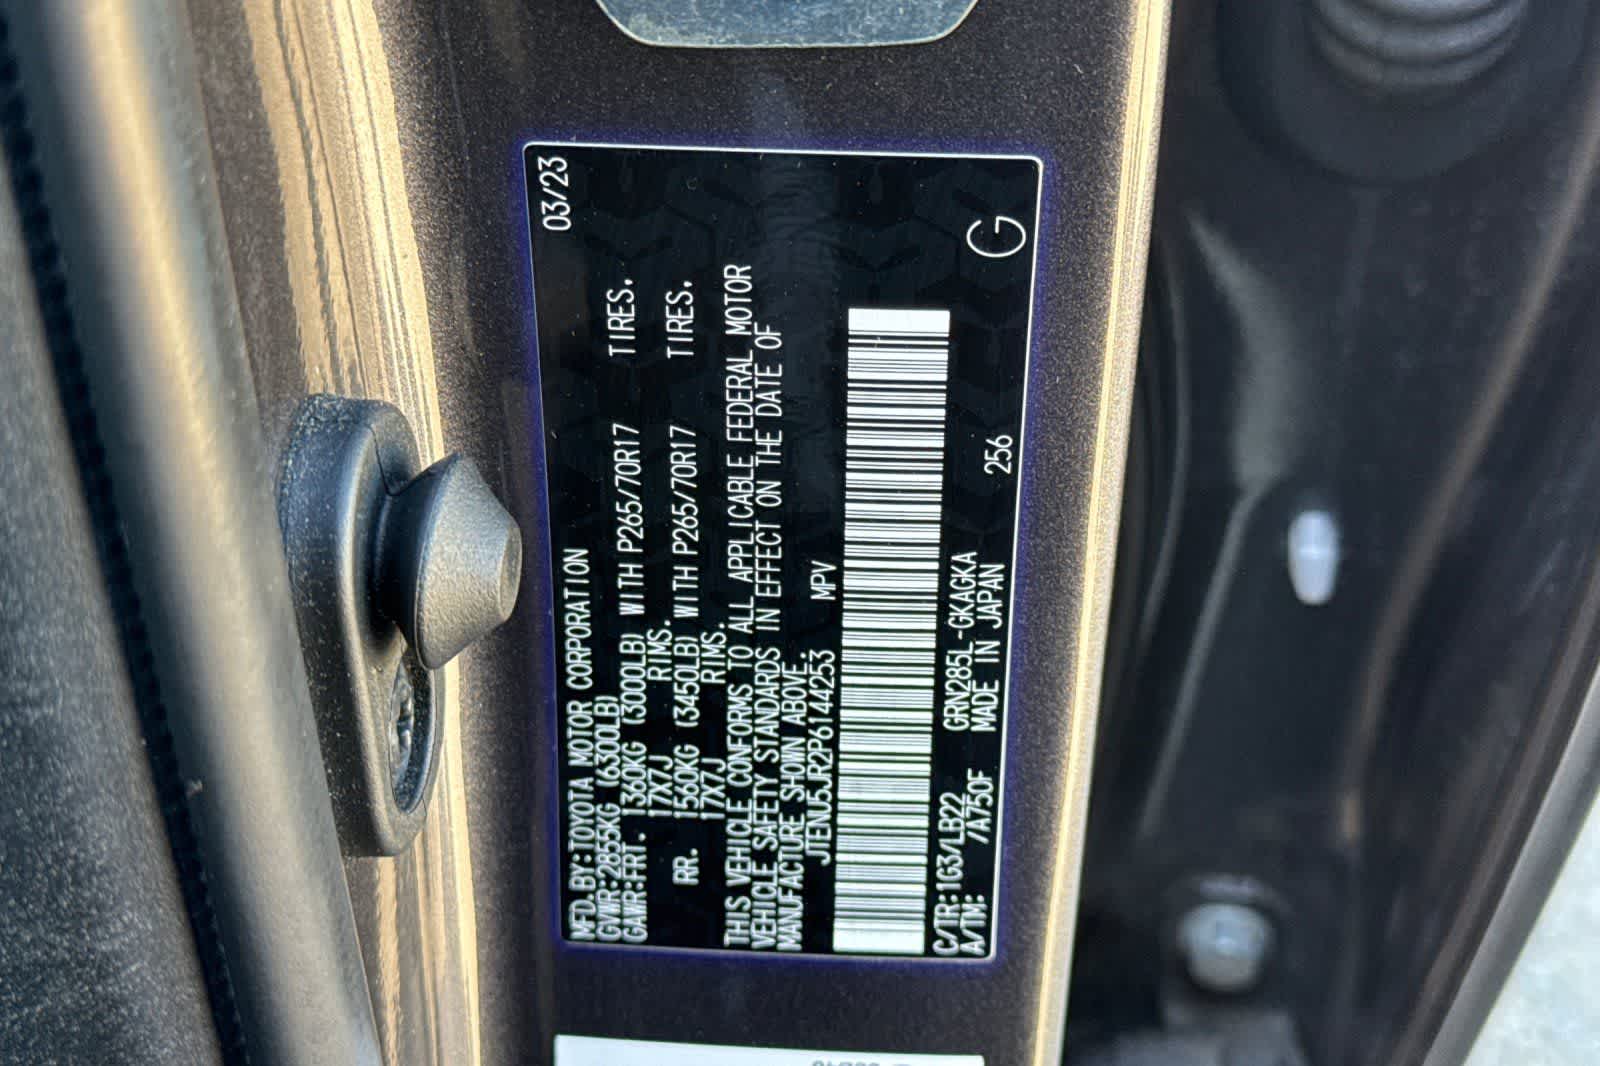 03/23
MFD.BY:TOYOTA MOTOR CORPORATION
GVWR:2855KG (6300LB)
GAWR:FRT. 1360KG (3000LB) WITH P265/70R17 TIRES.
17X7J RIMS.
RR. 1560KG (3450LB) WITH P265/70R17 TIRES.
17X7J RIMS.
THIS VEHICLE CONFORMS TO ALL APPLICABLE FEDERAL MOTOR
VEHICLE SAFETY STANDARDS IN EFFECT ON THE DATE OF
MANUFACTURE SHOWN ABOVE.
JTENU5JR2P6144253 MPV
C/TR:1G3/LB22 GRN285L-GKAGKA 256 G
A/TM: /A750F MADE IN JAPAN